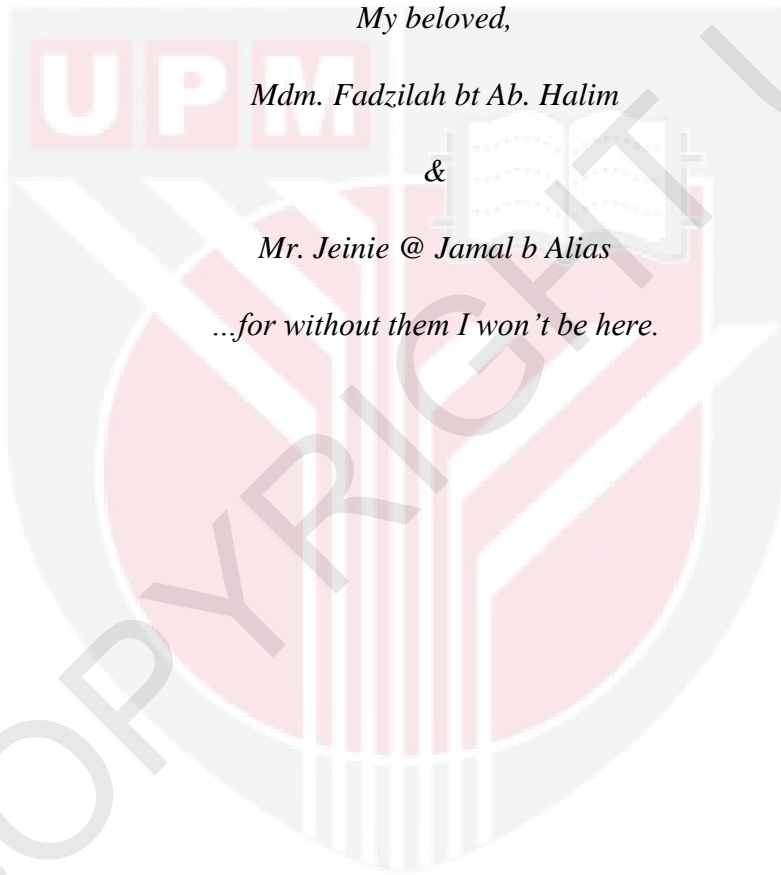 My beloved,
UPM
Mdm. Fadzilah bt Ab. Halim
&
Mr. Jeinie @ Jamal b Alias
...for without them I won't be here.
COPYRIGHT U